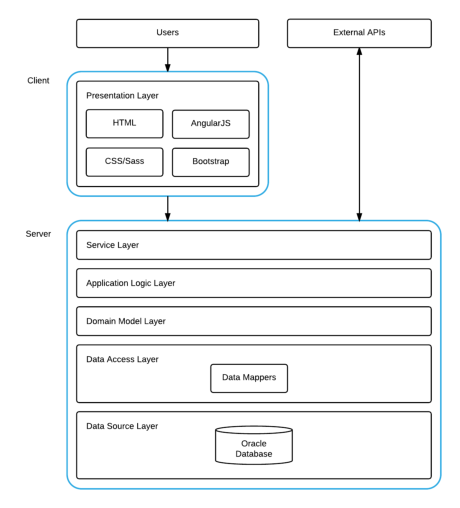 Users
External APIs
Client
Presentation Layer
HTML
AngularJS
CSS/Sass
Bootstrap
Server
Service Layer
Application Logic Layer
Domain Model Layer
Data Access Layer
Data Mappers
Data Source Layer
Oracle
Database